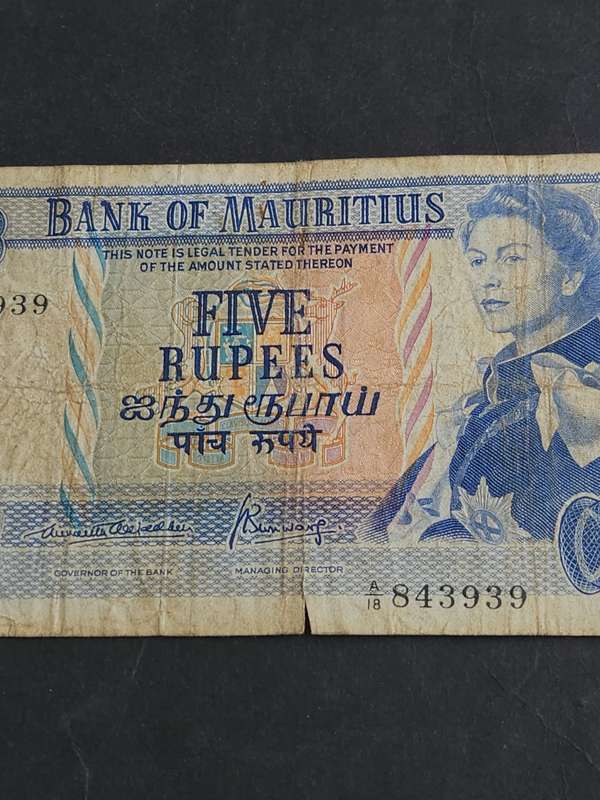 BANK OF MAURITIUS
THIS NOTE IS LEGAL TENDER FOR THE PAYMENT
OF THE AMOUNT STATED THEREON
939
FIVE
RUPEES
ஐந்து ரூபாய்
पाँच रूपये
GOVERNOR OF THE BANK
MANAGING DIRECTOR
A/18 843939